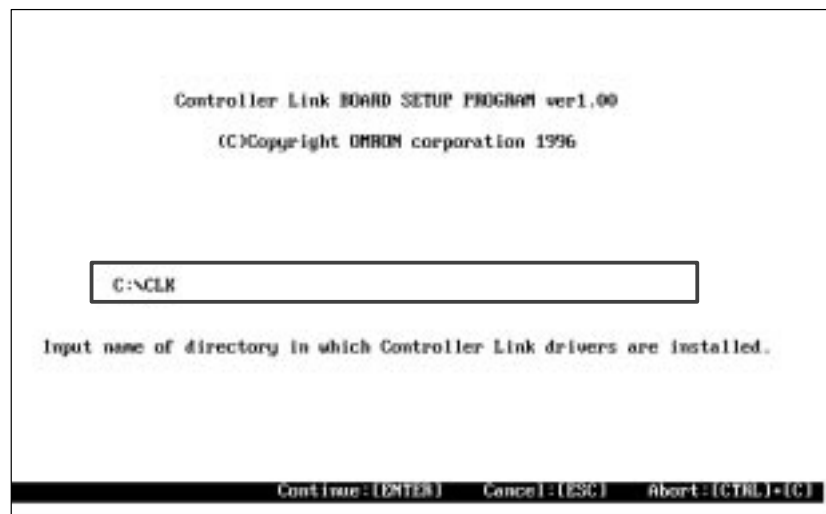 Controller Link BOARD SETUP PROGRAM ver1.00
(C)Copyright OMRON corporation 1996
C:\CLK
Input name of directory in which Controller Link drivers are installed.
Continue:[ENTER] Cancel:[ESC] Abort:[CTRL]+[C]